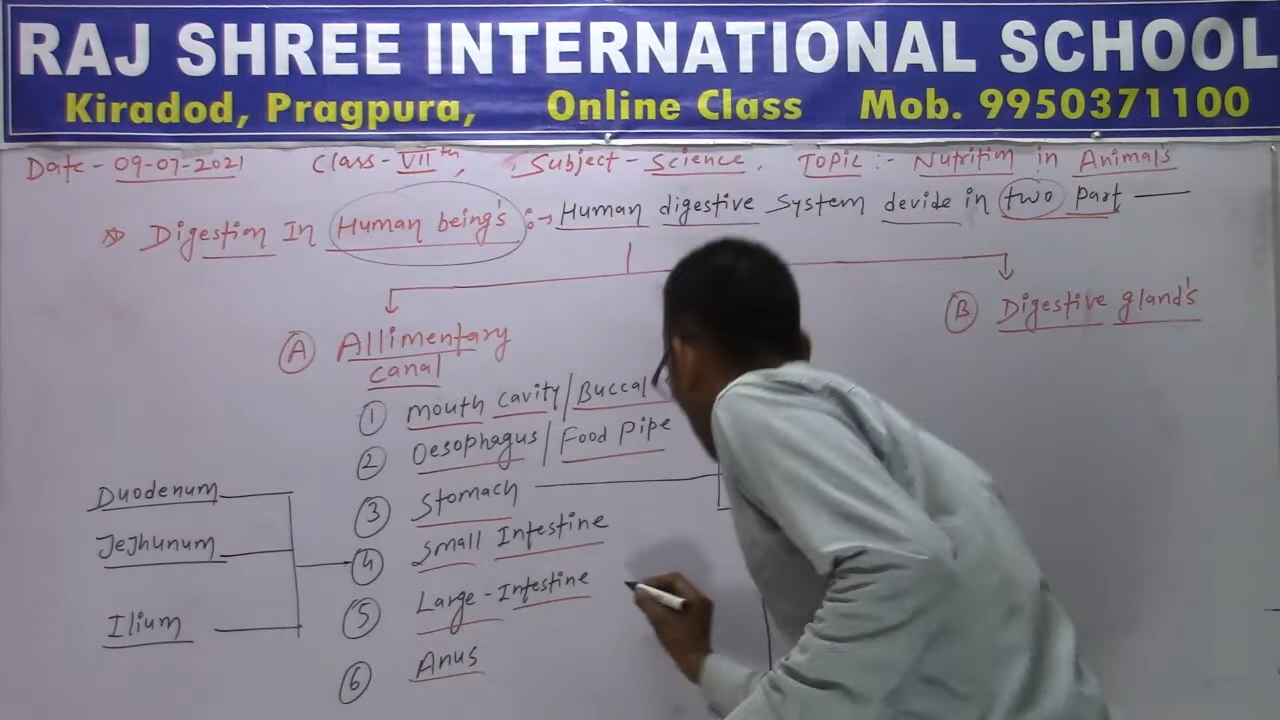 RAJ SHREE INTERNATIONAL SCHOOL
Kiradod, Pragpura, Online Class Mob. 9950371100
Date - 09-07-2021 Class - VIIth, Subject - Science. Topic :- Nutrition in Animal's
Digestion In Human being's :→ Human digestive System devide in two part —
A Allimentary canal
B Digestive gland's
1 Mouth cavity / Buccal
2 Oesophagus / Food Pipe
3 Stomach
4 Small Intestine
5 Large - Intestine
6 Anus
Duodenum
JeJhunum
Ilium